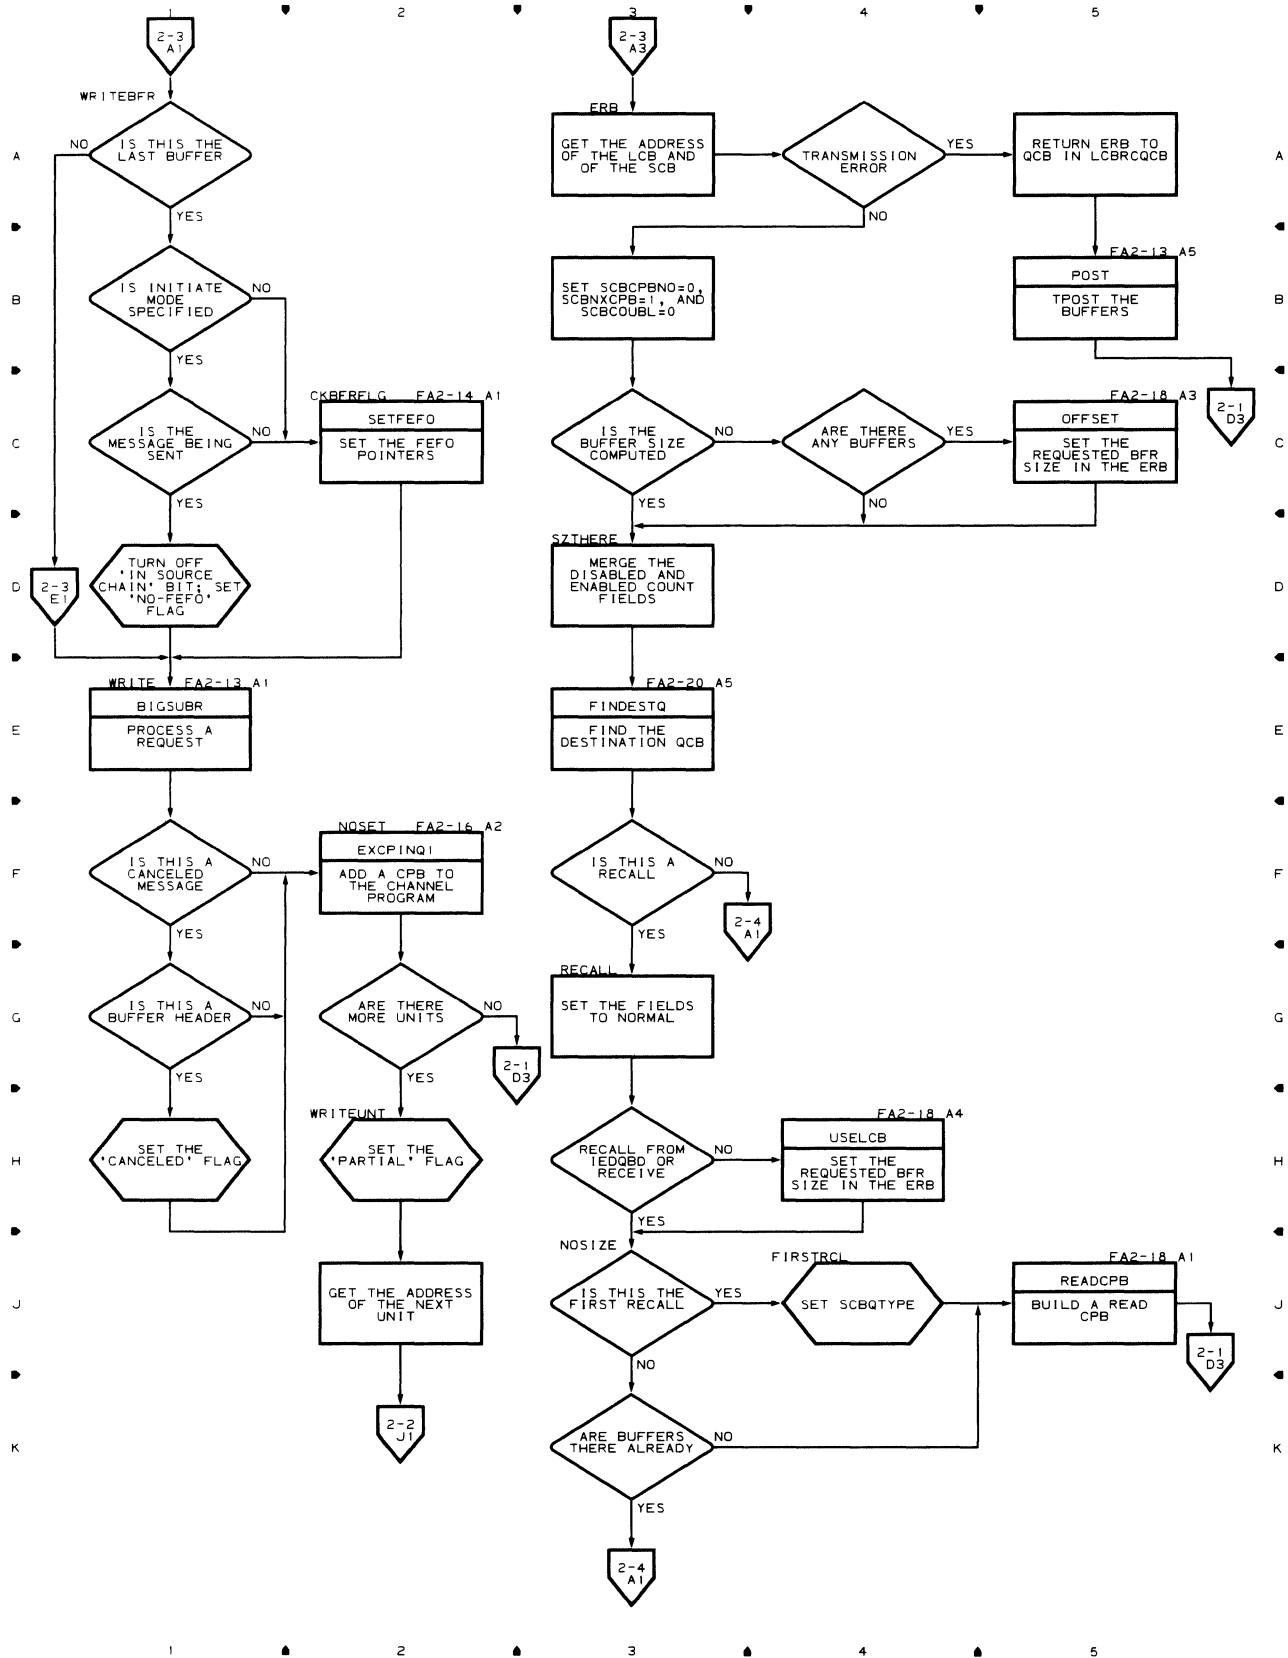 1 2 3 4 5
2-3
A1
2-3
A3
WRITEBFR
ERB
A
NO
IS THIS THE
LAST BUFFER
YES
GET THE ADDRESS
OF THE LCB AND
OF THE SCB
TRANSMISSION
ERROR
YES
NO
RETURN ERB TO
QCB IN LCBRCQCB
A
B
IS INITIATE
MODE
SPECIFIED
NO
YES
SET SCBCPBNO=0,
SCBNXCPB=1, AND
SCBCOUBL=0
FA2-13 A5
POST
TPOST THE
BUFFERS
B
2-1
D3
C
IS THE
MESSAGE BEING
SENT
NO
YES
CKBFRFLG FA2-14 A1
SETFEFO
SET THE FEFO
POINTERS
IS THE
BUFFER SIZE
COMPUTED
NO
YES
ARE THERE
ANY BUFFERS
YES
NO
FA2-18 A3
OFFSET
SET THE
REQUESTED BFR
SIZE IN THE ERB
C
D
2-3
E1
TURN OFF
'IN SOURCE
CHAIN' BIT; SET
'NO-FEFO'
FLAG
SZTHERE
MERGE THE
DISABLED AND
ENABLED COUNT
FIELDS
D
E
WRITE FA2-13 A1
BIGSUBR
PROCESS A
REQUEST
FA2-20 A5
FINDESTQ
FIND THE
DESTINATION QCB
E
F
IS THIS A
CANCELED
MESSAGE
NO
YES
NOSET FA2-16 A2
EXCPINQ1
ADD A CPB TO
THE CHANNEL
PROGRAM
IS THIS A
RECALL
NO
YES
2-4
A1
F
G
IS THIS A
BUFFER HEADER
NO
YES
ARE THERE
MORE UNITS
NO
YES
2-1
D3
RECALL
SET THE FIELDS
TO NORMAL
G
H
SET THE
'CANCELED' FLAG
WRITEUNT
SET THE
'PARTIAL' FLAG
RECALL FROM
IEDQBD OR
RECEIVE
NO
YES
FA2-18 A4
USELCB
SET THE
REQUESTED BFR
SIZE IN THE ERB
H
J
GET THE ADDRESS
OF THE NEXT
UNIT
NOSIZE
IS THIS THE
FIRST RECALL
YES
NO
FIRSTRCL
SET SCBQTYPE
FA2-18 A1
READCPB
BUILD A READ
CPB
2-1
D3
J
K
2-2
J1
ARE BUFFERS
THERE ALREADY
NO
YES
K
2-4
A1
1 2 3 4 5